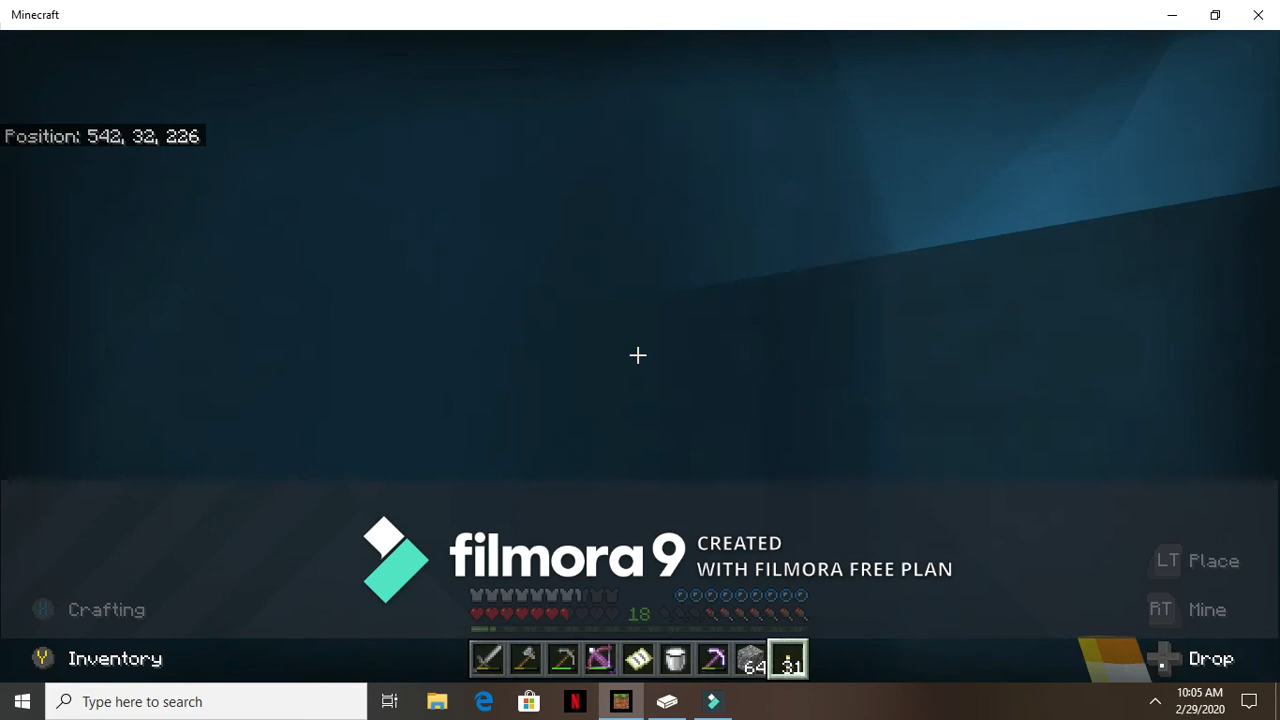 Minecraft
Position: 542, 32, 226
filmora 9 CREATED
WITH FILMORA FREE PLAN
LT Place
X Crafting
RT Mine
18
Y Inventory
64
31
Drop
Type here to search
N
10:05 AM
2/29/2020